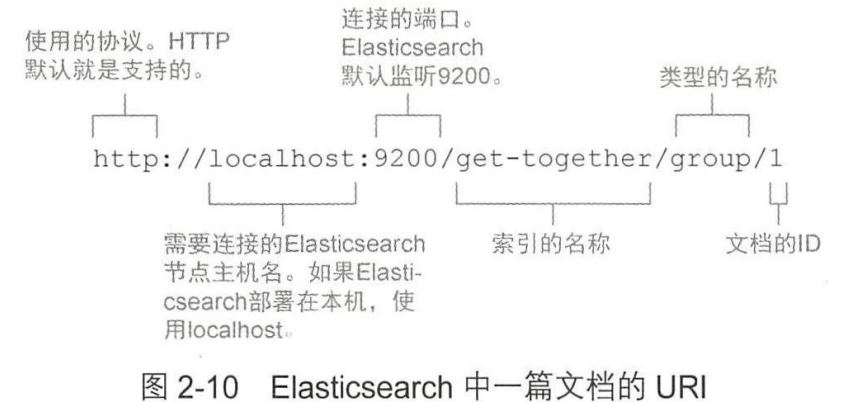 使用的协议。HTTP
默认就是支持的。
连接的端口。
Elasticsearch
默认监听9200。
类型的名称
http://localhost:9200/get-together/group/1
需要连接的Elasticsearch
节点主机名。如果Elasti-
csearch部署在本机，使
用localhost。
索引的名称
文档的ID
图 2-10 Elasticsearch 中一篇文档的 URI